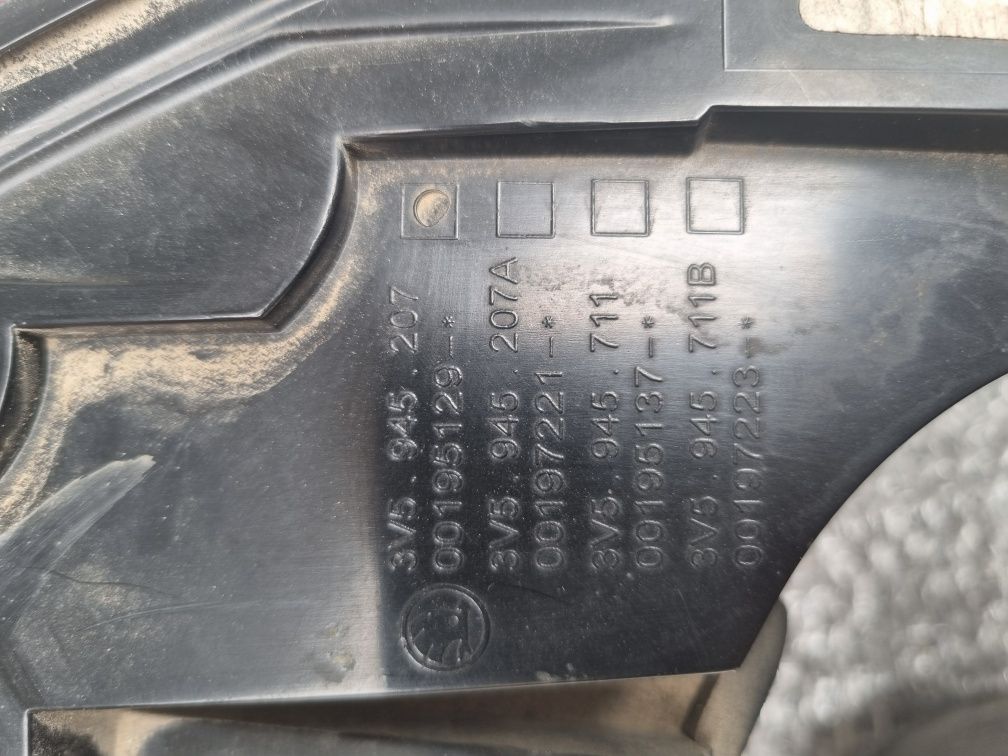 3V5. 945. 207
00195129-*
3V5. 945. 207A
00197221-*
3V5. 945. 711
00195137-*
3V5. 945. 711B
00197223-*